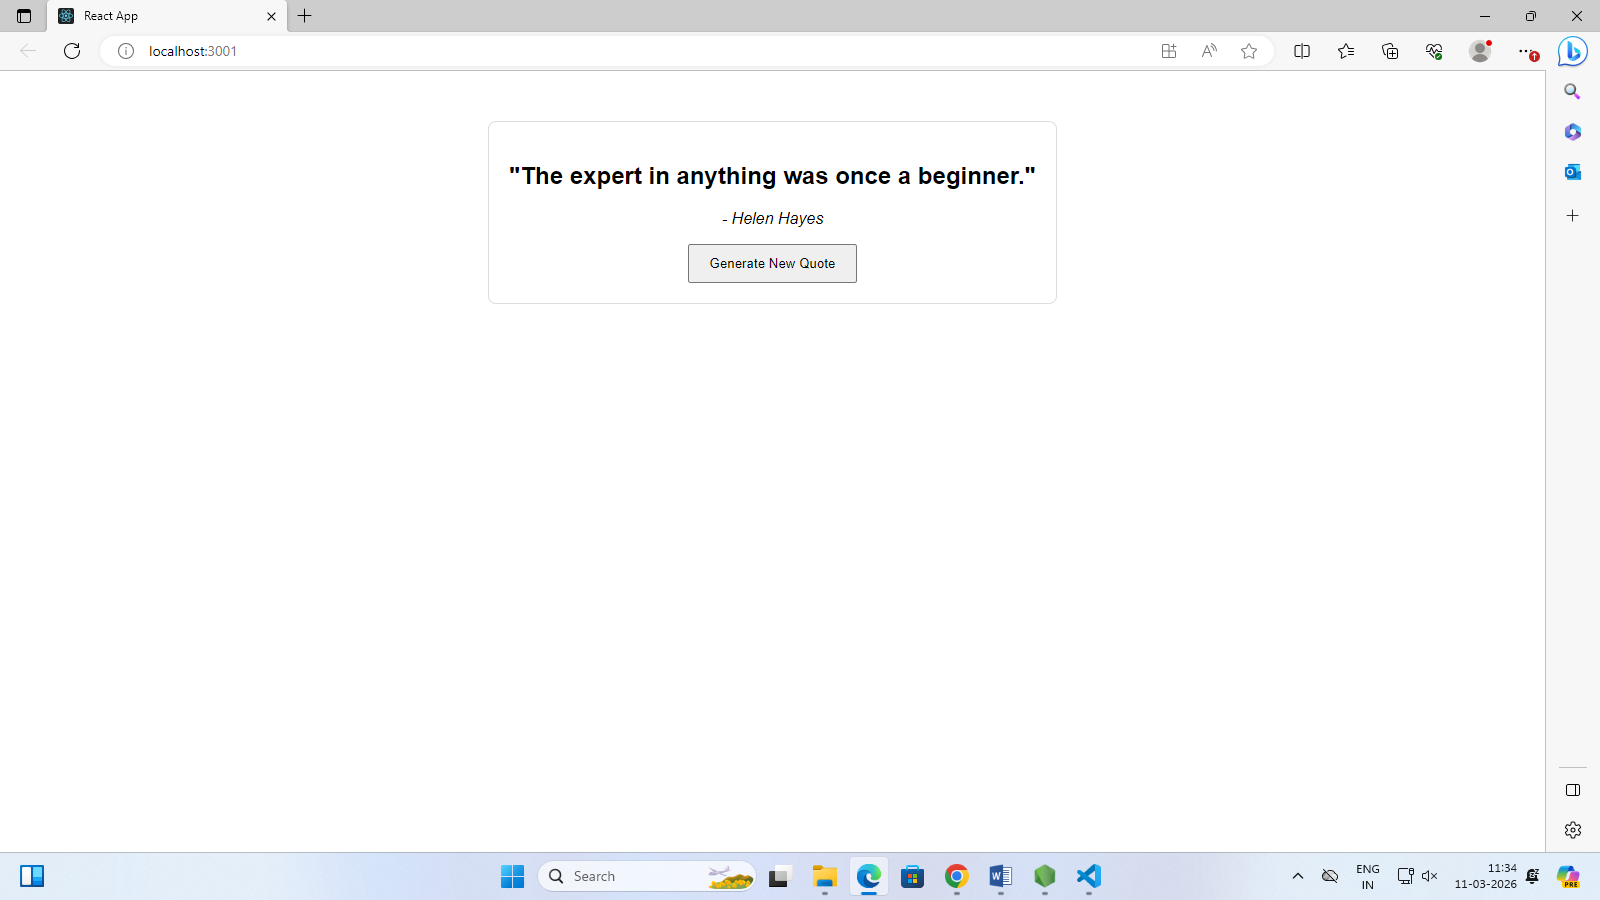 React App
localhost:3001
"The expert in anything was once a beginner."
- Helen Hayes
Generate New Quote
Search
ENG
IN
11:34
11-03-2026
PRE